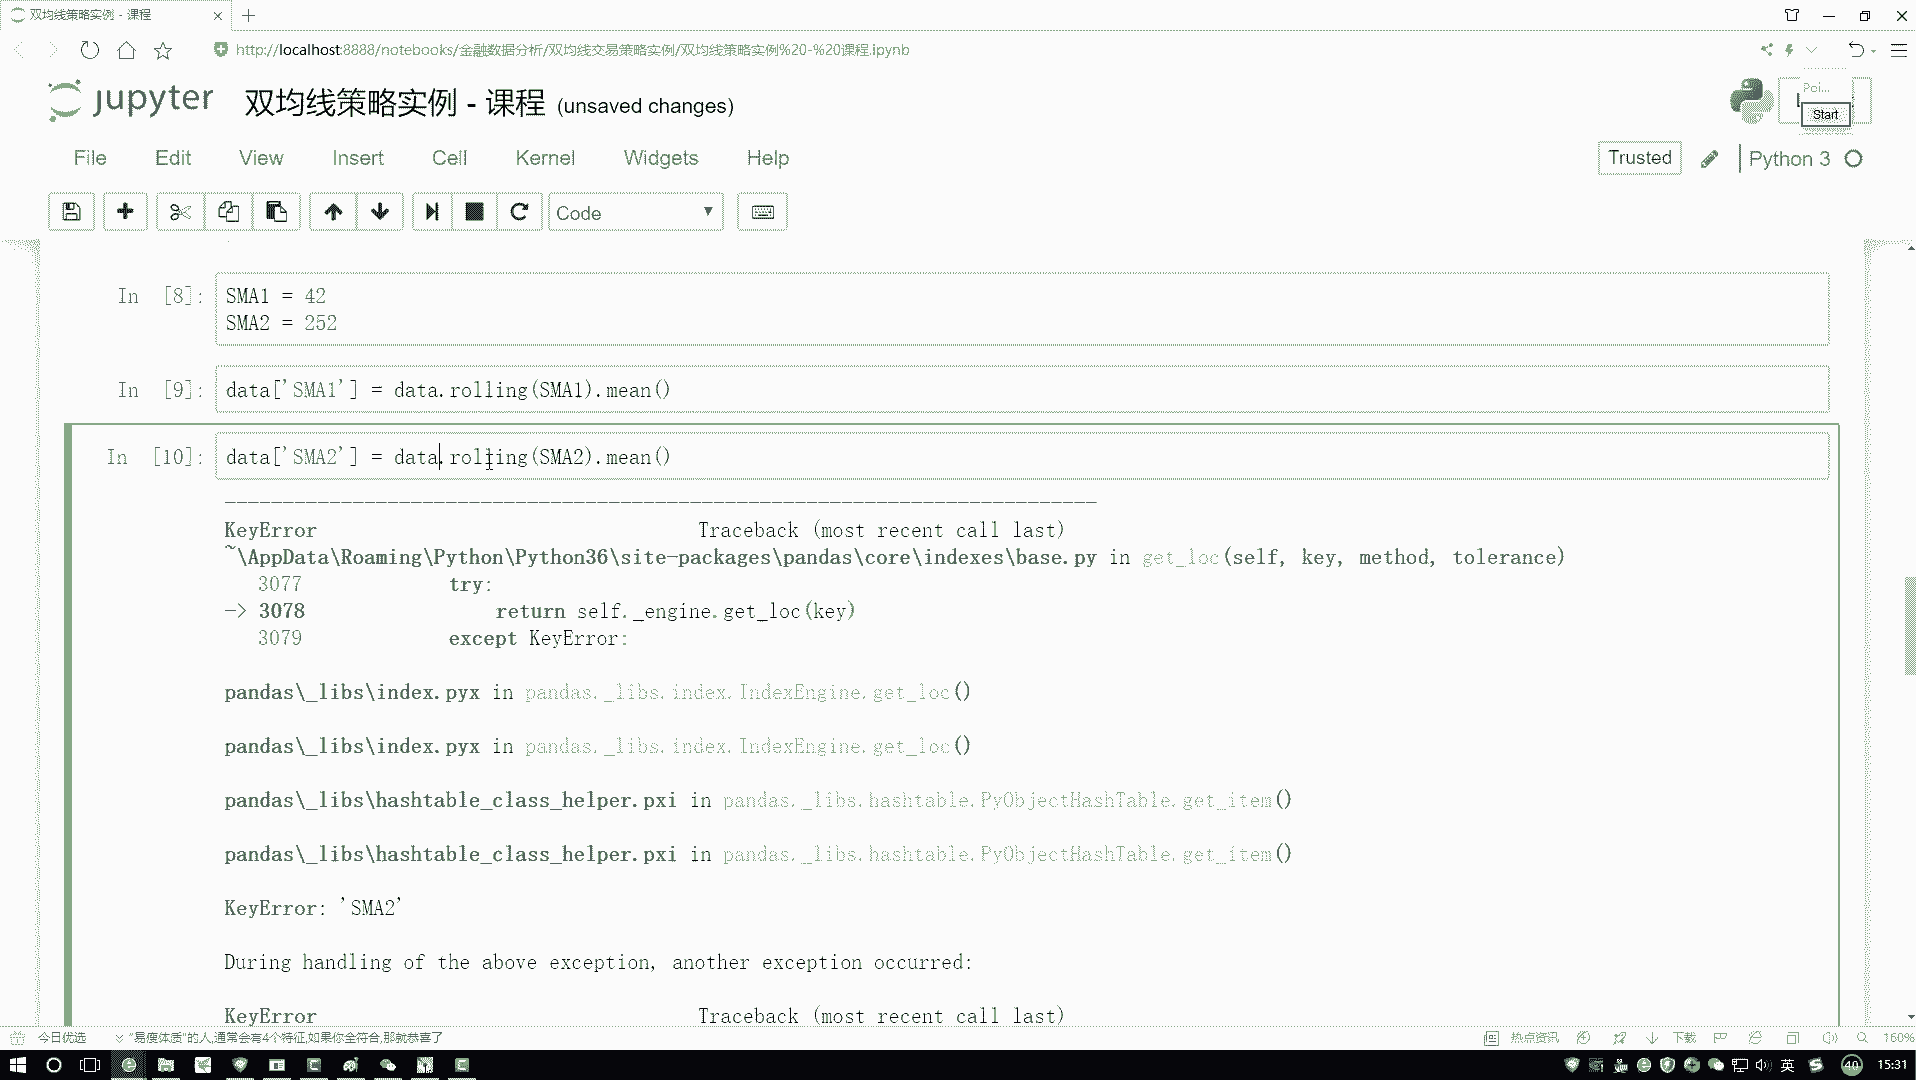 双均线策略实例 - 课程
http://localhost:8888/notebooks/金融数据分析/双均线交易策略实例/双均线策略实例%20-%20课程.ipynb
jupyter 双均线策略实例 - 课程 (unsaved changes)
Poi...
Start
File Edit View Insert Cell Kernel Widgets Help
Trusted Python 3
Code
In [8]: SMA1 = 42
SMA2 = 252
In [9]: data['SMA1'] = data.rolling(SMA1).mean()
In [10]: data['SMA2'] = data.rolling(SMA2).mean()
KeyError Traceback (most recent call last)
~\AppData\Roaming\Python\Python36\site-packages\pandas\core\indexes\base.py in get_loc(self, key, method, tolerance)
3077 try:
-> 3078 return self._engine.get_loc(key)
3079 except KeyError:
pandas\_libs\index.pyx in pandas._libs.index.IndexEngine.get_loc()
pandas\_libs\index.pyx in pandas._libs.index.IndexEngine.get_loc()
pandas\_libs\hashtable_class_helper.pxi in pandas._libs.hashtable.PyObjectHashTable.get_item()
pandas\_libs\hashtable_class_helper.pxi in pandas._libs.hashtable.PyObjectHashTable.get_item()
KeyError: 'SMA2'
During handling of the above exception, another exception occurred:
KeyError Traceback (most recent call last)
今日优选 "易瘦体质"的人,通常会有4个特征,如果你全符合,那就恭喜了 热点资讯 下载 160%
英 40 15:31